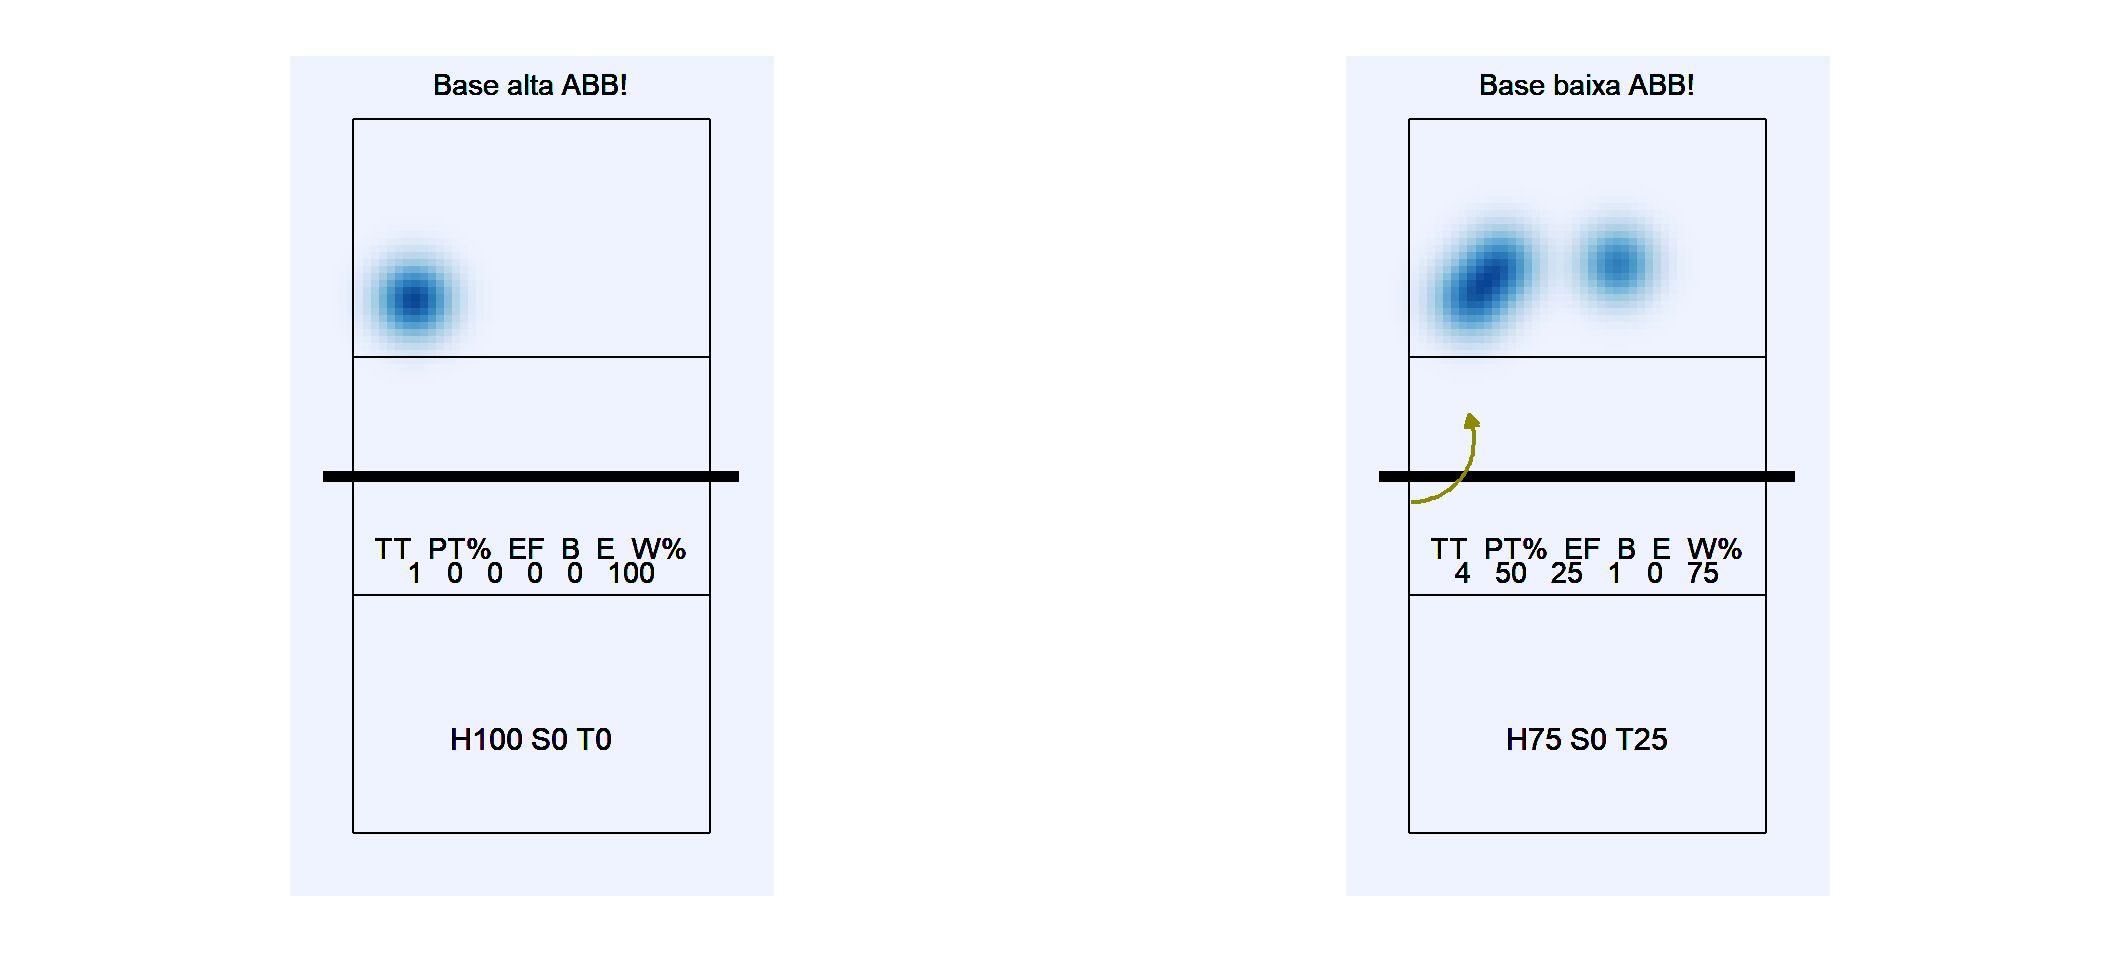 Base alta ABB!
TT PT% EF B E W%
1 0 0 0 0 100
H100 S0 T0
Base baixa ABB!
TT PT% EF B E W%
4 50 25 1 0 75
H75 S0 T25